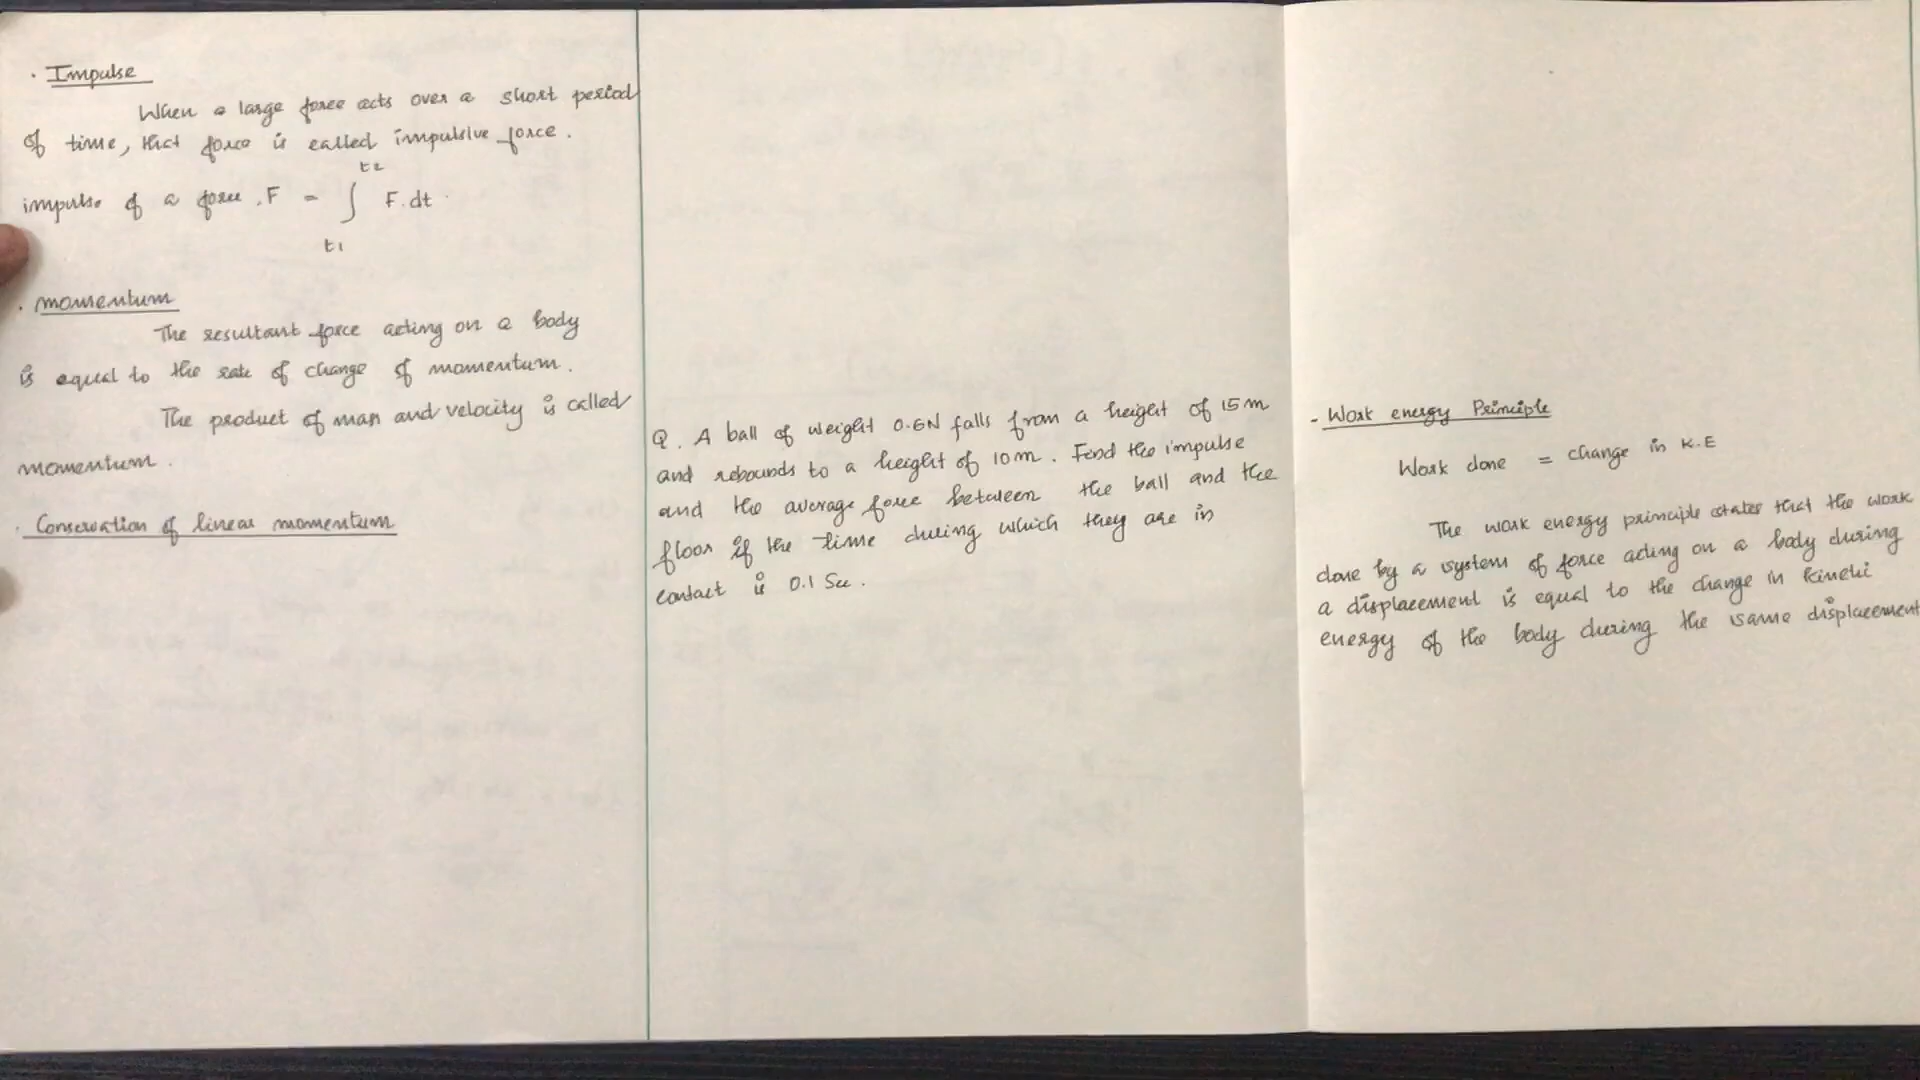 . Impulse
When a large force acts over a short period
of time, that force is called impulsive force.
t2
impulse of a force, F = ∫ F.dt.
t1
. momentum
The resultant force acting on a body
is equal to the rate of change of momentum.
The product of mass and velocity is called
momentum.
. Conservation of linear momentum
Q. A ball of weight 0.6N falls from a height of 15m
and rebounds to a height of 10m. Find the impulse
and the average force between the ball and the
floor if the time during which they are in
contact is 0.1 Sec.
- Work energy Principle
Work done = change in K.E
The work energy principle states that the work
done by a system of force acting on a body during
a displacement is equal to the change in kinetic
energy of the body during the same displacement